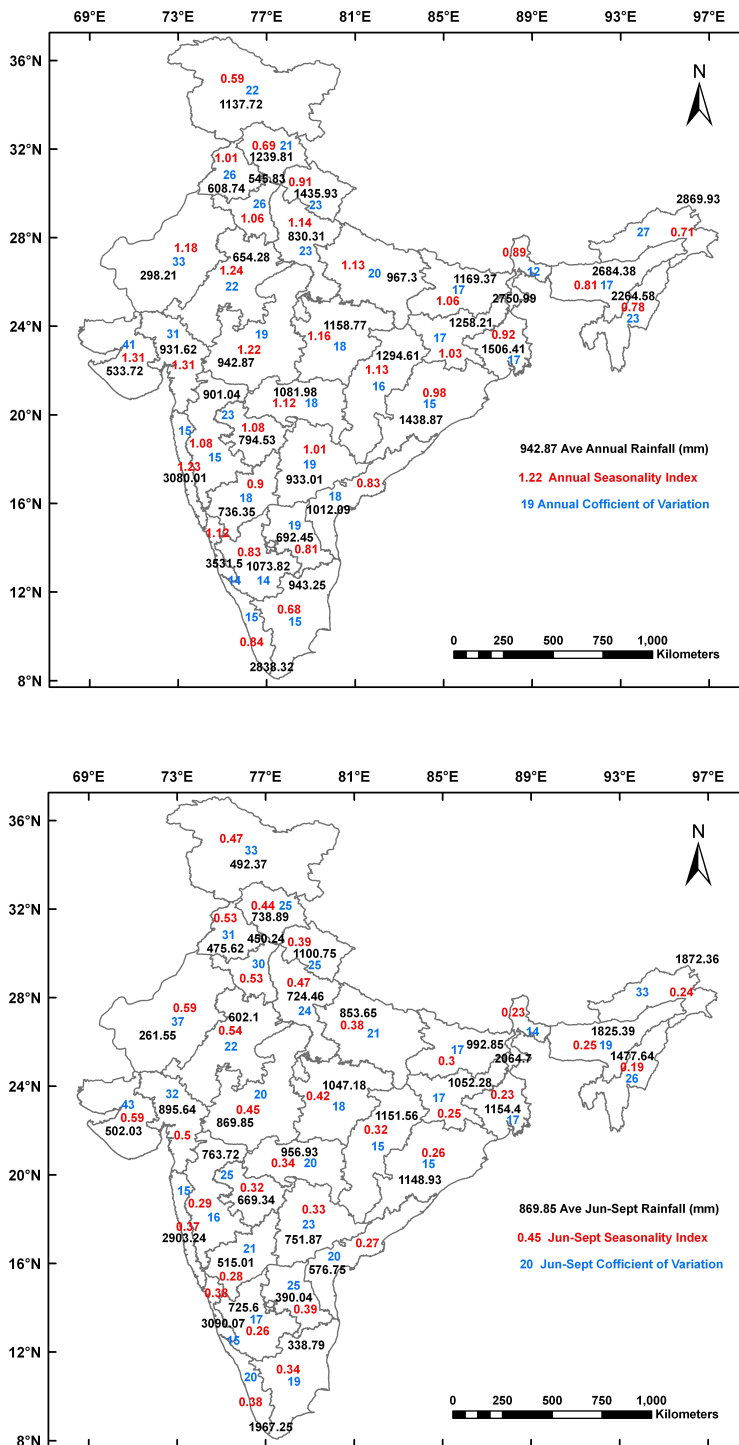 69°E 73°E 77°E 81°E 85°E 89°E 93°E 97°E
36°N
N
0.59
22
1137.72
32°N
0.69 21
1239.81
1.01
26 545.83 0.91
608.74 1435.93
26 23
1.06 1.14
830.31
2869.93
28°N
27 0.71
1.18 654.28 23
33 1.24
298.21 22
1.13 20 967.3
0.89
12
1169.37
17
1.06
2750.99
2684.38
0.81 17
2264.58
0.78
23
24°N
41 31 19
1.31 931.62 1.22
533.72 1.31 942.87
1158.77
1.16 18
1258.21
17 0.92
1.03 1506.41
17
1294.61
1.13
16
20°N
901.04 1081.98
23 1.12 18
0.98
15
1438.87
15 1.08 1.08
15 794.53
1.23
3080.01
1.01
19
933.01
942.87 Ave Annual Rainfall (mm)
1.22 Annual Seasonality Index
19 Annual Cofficient of Variation
16°N
0.9
18
736.35
18 0.83
1012.09
1.12
19
692.45
0.83 0.81
3531.5 1073.82
14 14 943.25
12°N
15 0.68
15
0.84
2838.32
8°N
0 250 500 750 1,000
Kilometers
69°E 73°E 77°E 81°E 85°E 89°E 93°E 97°E
36°N
N
0.47
33
492.37
32°N
0.44 25
738.89
0.53
31 450.24 0.39
475.62 1100.75
30 25
0.53 0.47
724.46
1872.36
28°N
33 0.24
0.59 602.1 24
37 0.54
261.55 22
853.65
0.38 21
0.23
14
992.85
17
0.3
2064.7
1825.39
0.25 19
1477.64
0.19
26
24°N
43 32 20
0.59 895.64 0.45
502.03 0.5 869.85
1047.18
0.42 18
1052.28
17 0.23
0.25 1154.4
17
1151.56
0.32
15
20°N
763.72 956.93
25 0.34 20
0.26
15
1148.93
15 0.29 0.32
16 669.34
0.37
2903.24
0.33
23
751.87
869.85 Ave Jun-Sept Rainfall (mm)
0.45 Jun-Sept Seasonality Index
20 Jun-Sept Cofficient of Variation
16°N
21
515.01
0.28
20 0.27
576.75
0.38
25
390.04
725.6 0.39
3090.07 17
15 0.26 338.79
12°N
20 0.34
19
0.38
1967.25
8°N
0 250 500 750 1,000
Kilometers